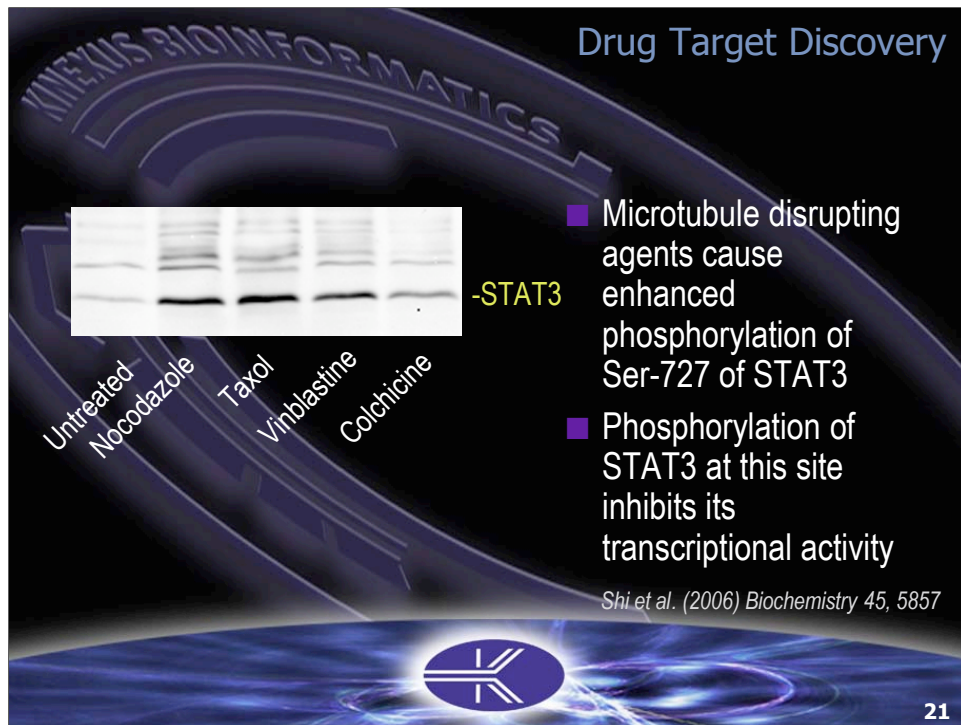 KINEXUS BIOINFORMATICS
Drug Target Discovery
-STAT3
Untreated
Nocodazole
Taxol
Vinblastine
Colchicine
■ Microtubule disrupting
agents cause
enhanced
phosphorylation of
Ser-727 of STAT3
■ Phosphorylation of
STAT3 at this site
inhibits its
transcriptional activity
Shi et al. (2006) Biochemistry 45, 5857
21